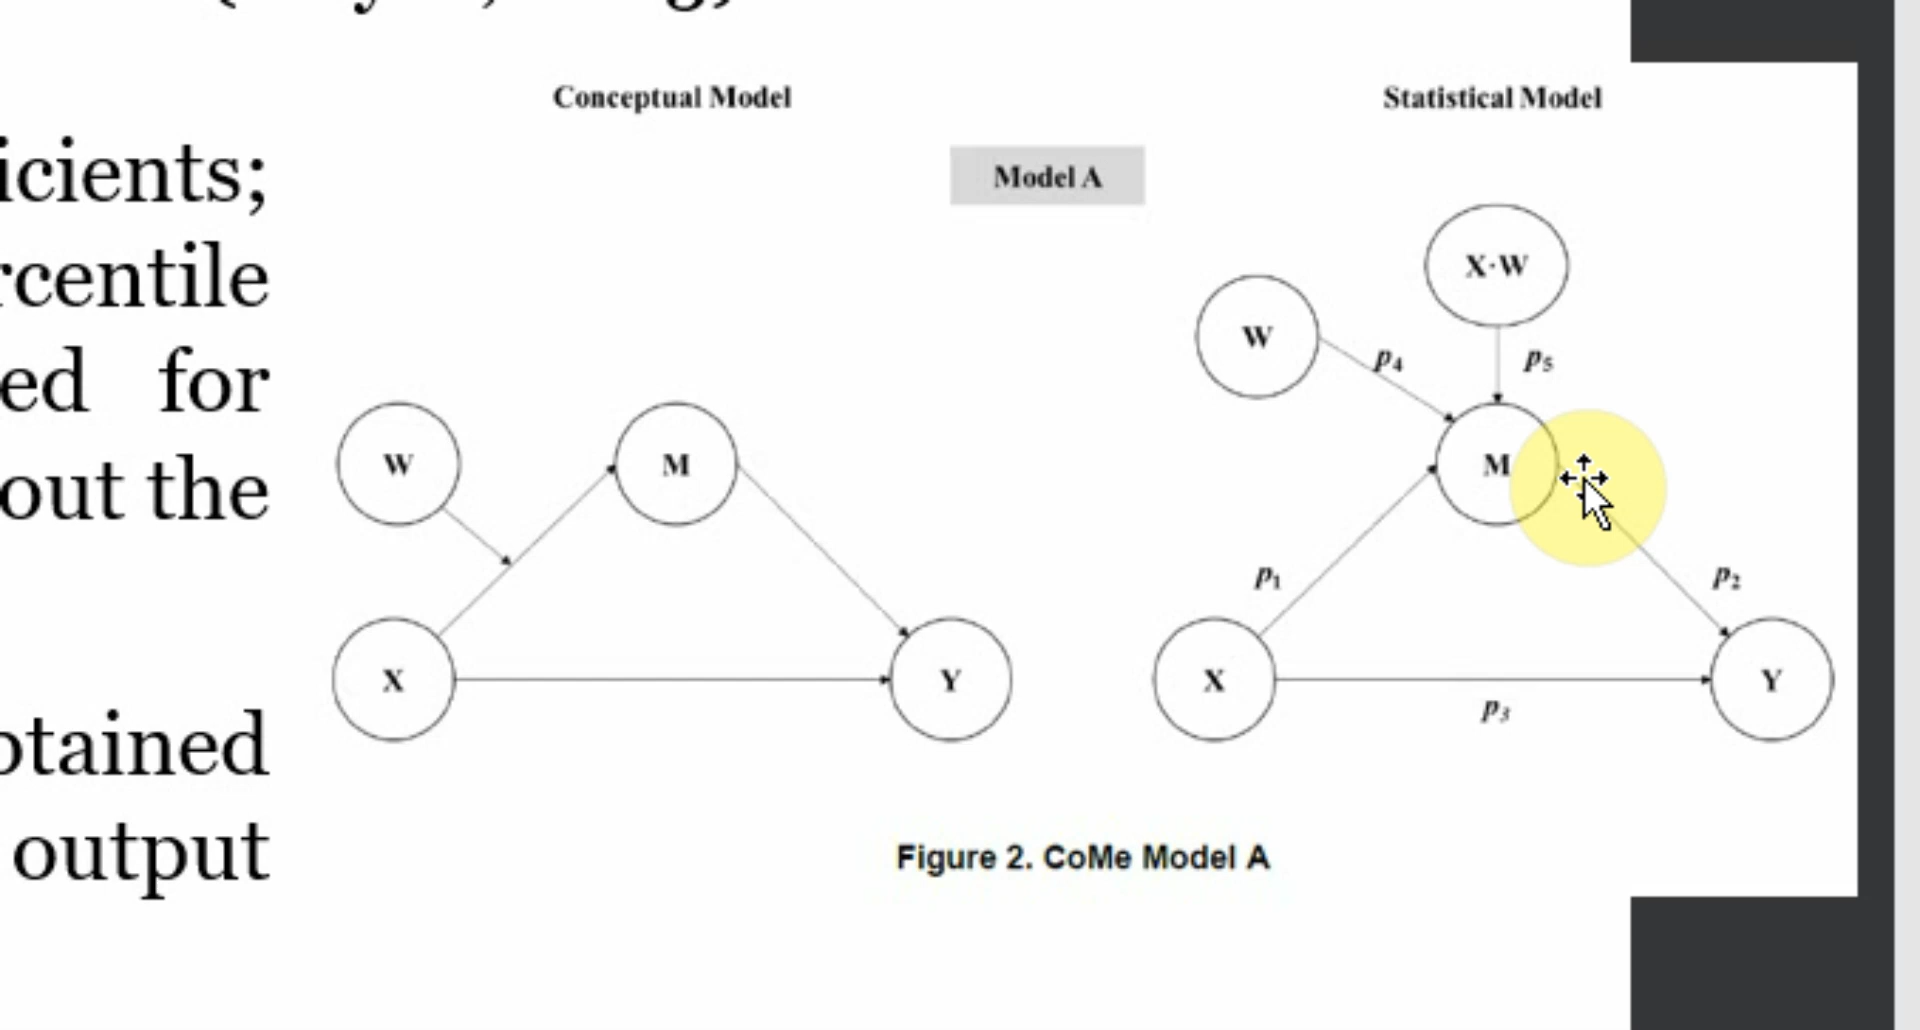 Conceptual Model
Statistical Model
Model A
icients;
rcentile
ed for
out the
otained
output
W
M
X
Y
X·W
W
p4
p5
M
p1
p2
X
p3
Y
Figure 2. CoMe Model A